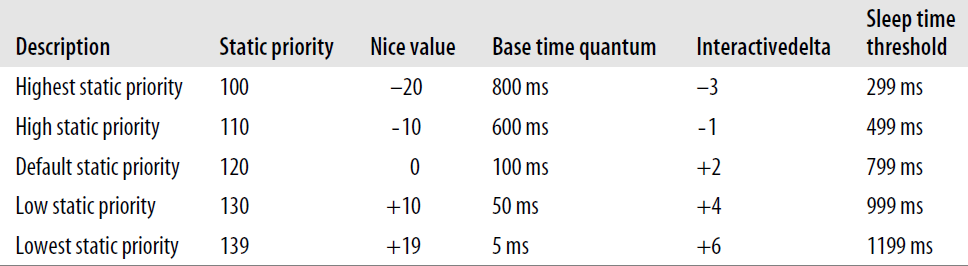 Description Static priority Nice value Base time quantum Interactivedelta Sleep time threshold
Highest static priority 100 –20 800 ms –3 299 ms
High static priority 110 -10 600 ms -1 499 ms
Default static priority 120 0 100 ms +2 799 ms
Low static priority 130 +10 50 ms +4 999 ms
Lowest static priority 139 +19 5 ms +6 1199 ms